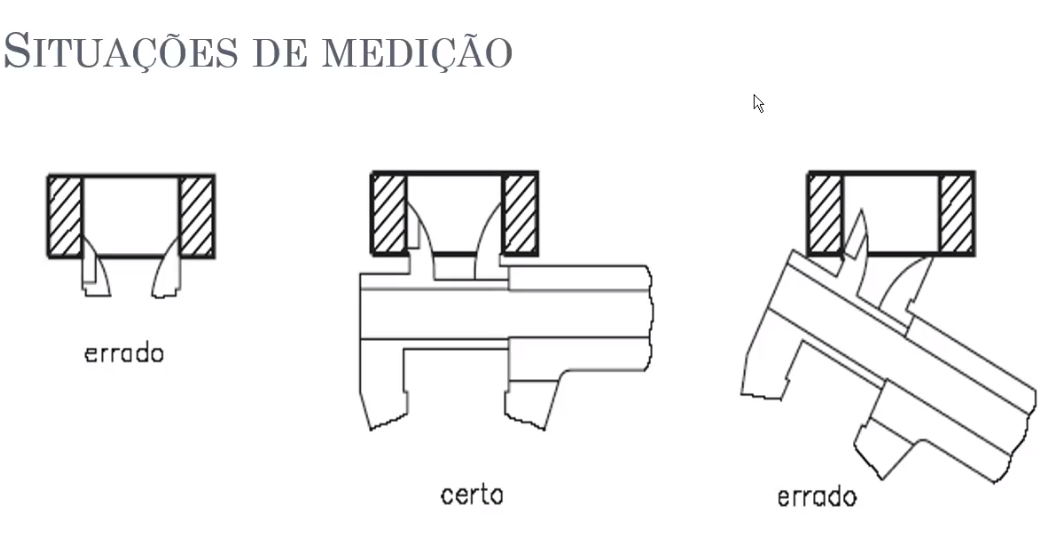 SITUAÇÕES DE MEDIÇÃO
errado
certo
errado